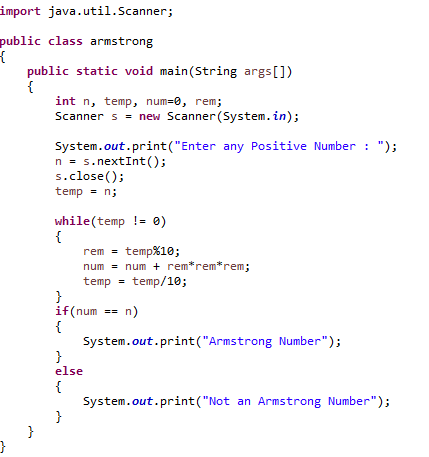 import java.util.Scanner;
public class armstrong
{
public static void main(String args[])
{
int n, temp, num=0, rem;
Scanner s = new Scanner(System.in);
System.out.print("Enter any Positive Number : ");
n = s.nextInt();
s.close();
temp = n;
while(temp != 0)
{
rem = temp%10;
num = num + rem*rem*rem;
temp = temp/10;
}
if(num == n)
{
System.out.print("Armstrong Number");
}
else
{
System.out.print("Not an Armstrong Number");
}
}
}